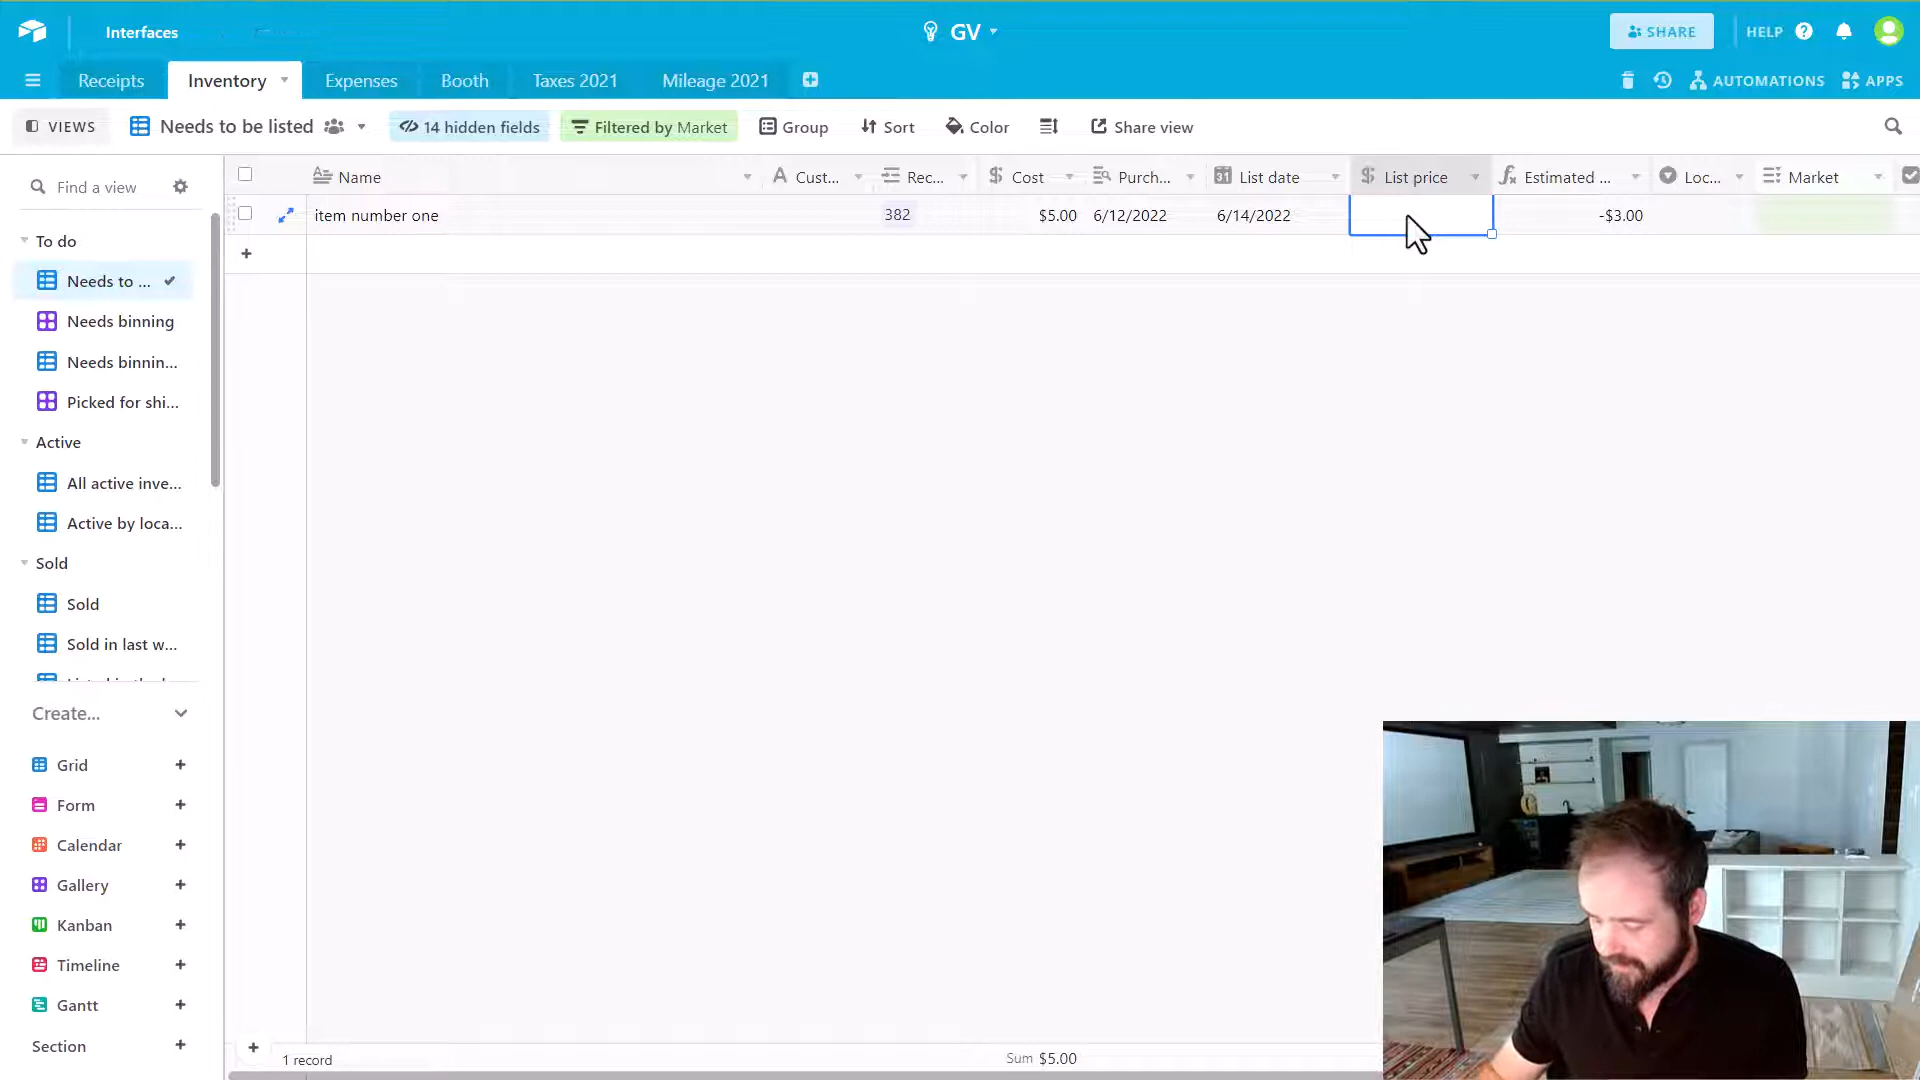 Interfaces
GV
SHARE
HELP
Receipts
Inventory
Expenses
Booth
Taxes 2021
Mileage 2021
AUTOMATIONS
APPS
VIEWS
Needs to be listed
14 hidden fields
Filtered by Market
Group
Sort
Color
Share view
Find a view
Name
Cust...
Rec...
Cost
Purch...
List date
List price
Estimated ...
Loc...
Market
item number one
382
$5.00
6/12/2022
6/14/2022
-$3.00
To do
Needs to ...
Needs binning
Needs binnin...
Picked for shi...
Active
All active inve...
Active by loca...
Sold
Sold
Sold in last w...
Create...
Grid
Form
Calendar
Gallery
Kanban
Timeline
Gantt
Section
1 record
Sum $5.00